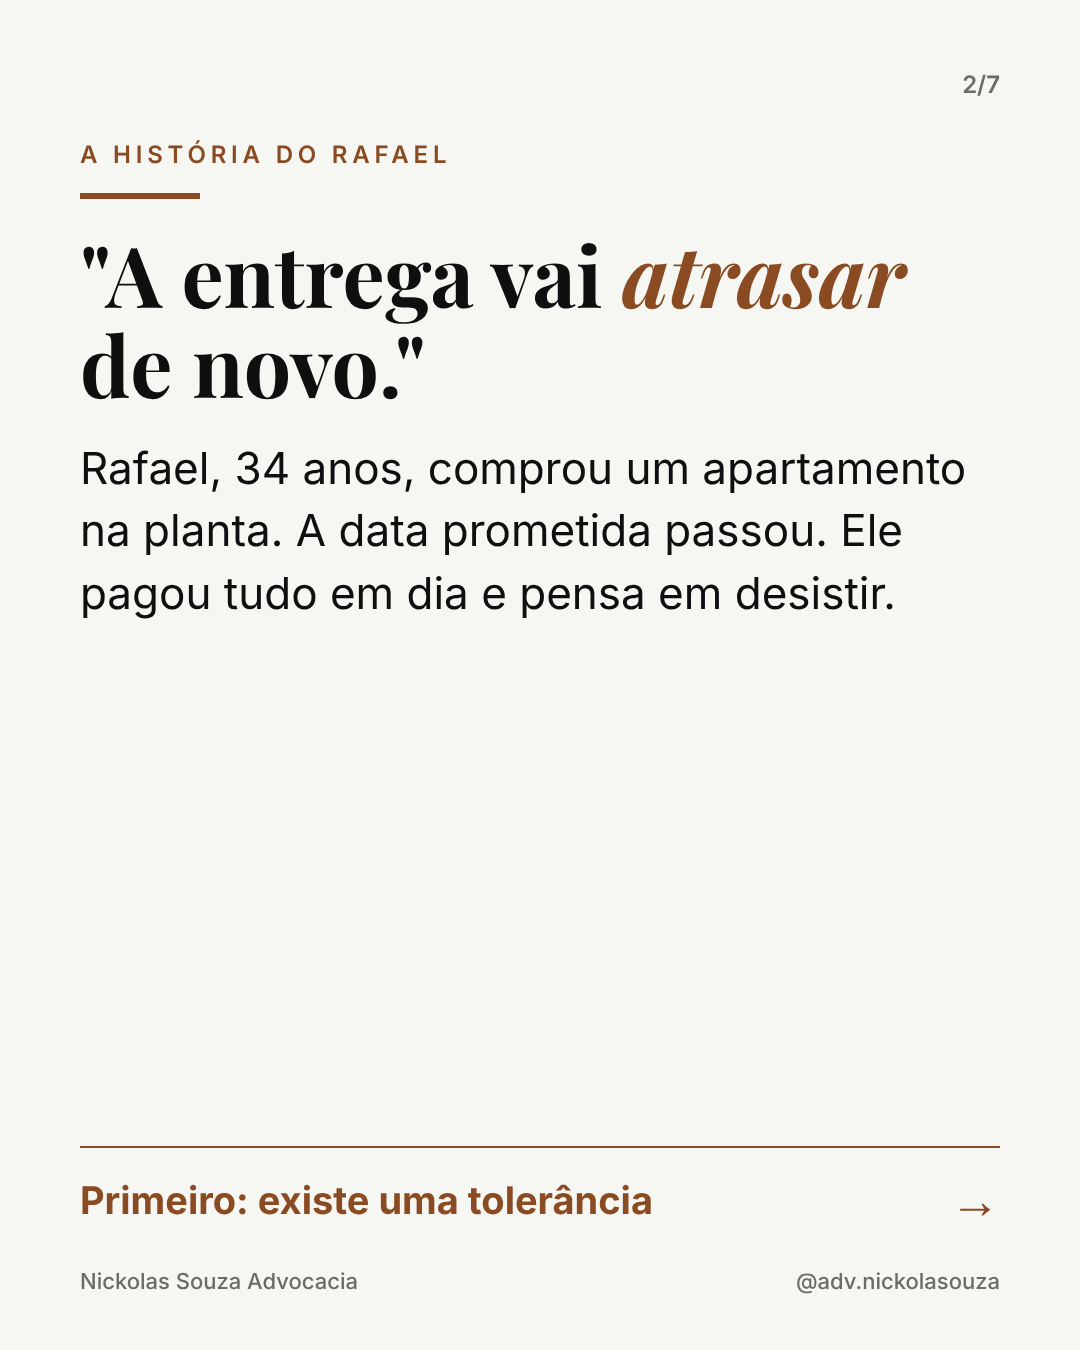 2/7
A HISTÓRIA DO RAFAEL
"A entrega vai atrasar
de novo."
Rafael, 34 anos, comprou um apartamento
na planta. A data prometida passou. Ele
pagou tudo em dia e pensa em desistir.
Primeiro: existe uma tolerância →
Nickolas Souza Advocacia
@adv.nickolasouza